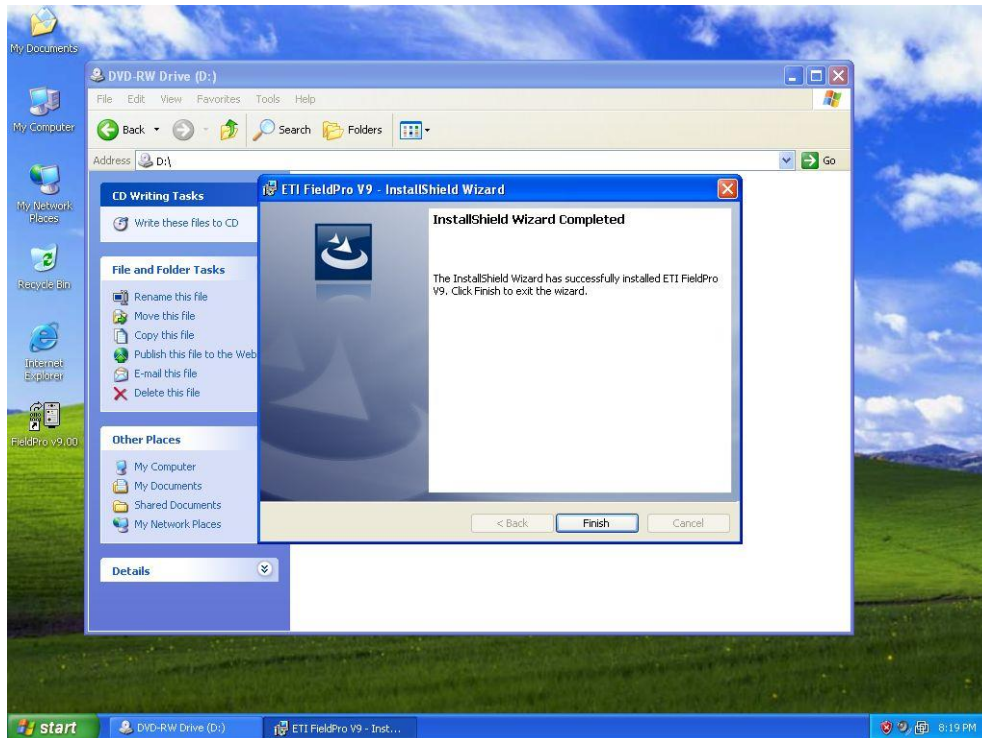 My Documents
My Computer
My Network
Places
Recycle Bin
Internet
Explorer
FieldPro v9.00
DVD-RW Drive (D:)
File Edit View Favorites Tools Help
Back Search Folders
Address D:\ Go
CD Writing Tasks
Write these files to CD
File and Folder Tasks
Rename this file
Move this file
Copy this file
Publish this file to the Web
E-mail this file
Delete this file
Other Places
My Computer
My Documents
Shared Documents
My Network Places
Details
ETI FieldPro V9 - InstallShield Wizard
InstallShield Wizard Completed
The InstallShield Wizard has successfully installed ETI FieldPro
V9. Click Finish to exit the wizard.
< Back Finish Cancel
start DVD-RW Drive (D:) ETI FieldPro V9 - Inst... 8:19 PM